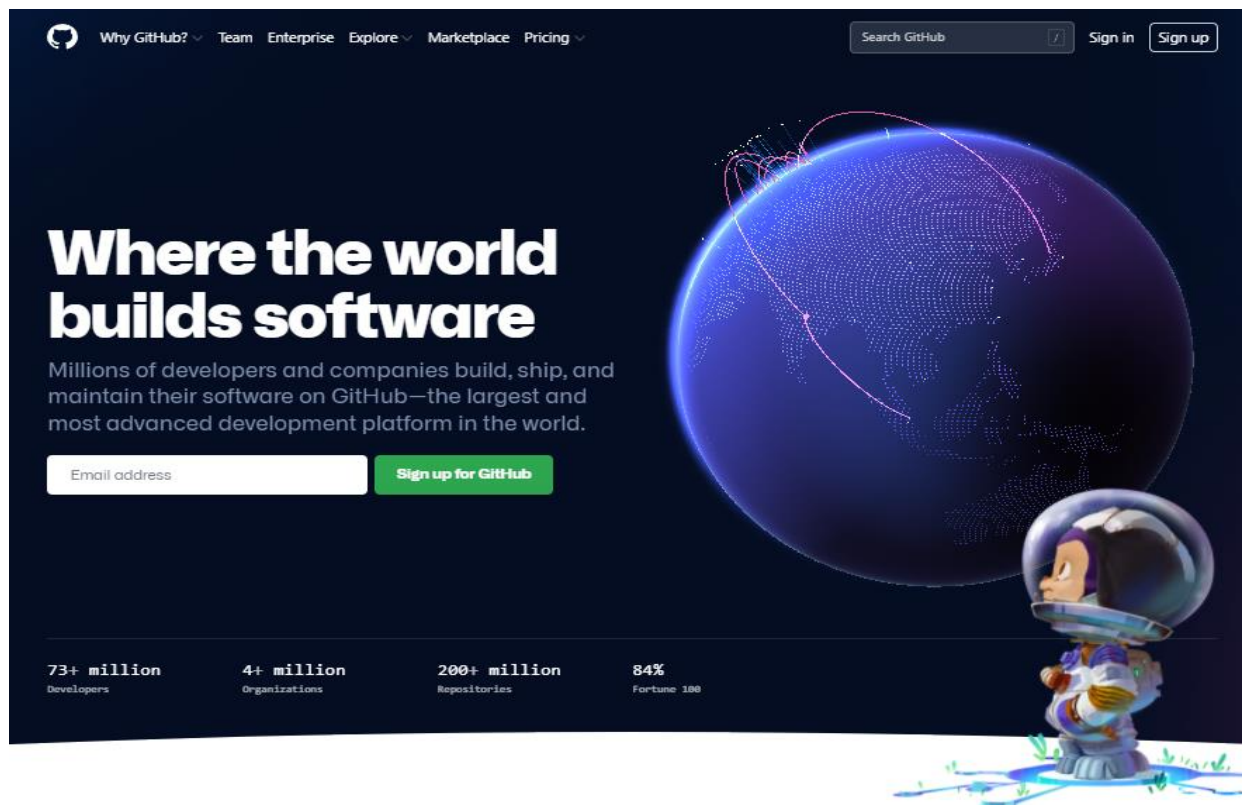 Why GitHub? Team Enterprise Explore Marketplace Pricing
Search GitHub / Sign in Sign up
Where the world
builds software
Millions of developers and companies build, ship, and
maintain their software on GitHub—the largest and
most advanced development platform in the world.
Email address Sign up for GitHub
73+ million 4+ million 200+ million 84%
Developers Organizations Repositories Fortune 100